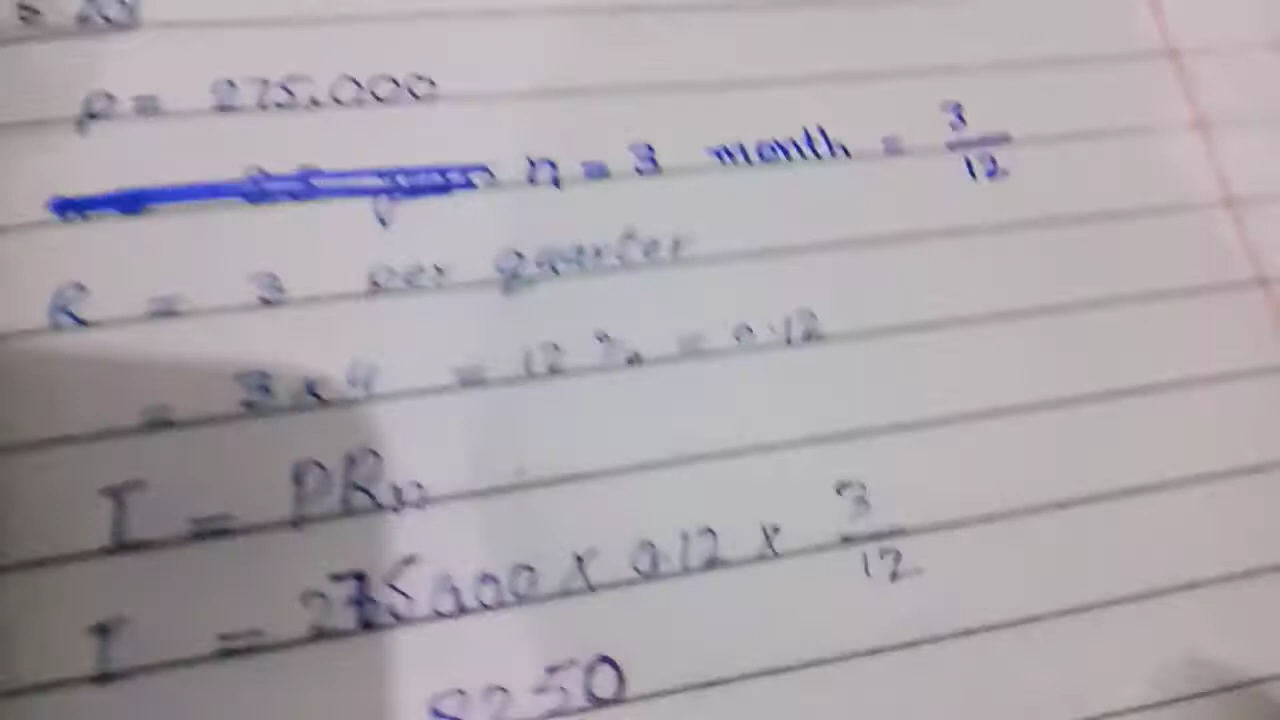 P = 275,000
n = 3 month = 3/12
R = 3 per quarter
= 3 x 4 = 12 % = 0.12
I = PRn
I = 275000 x 0.12 x 3/12
8250